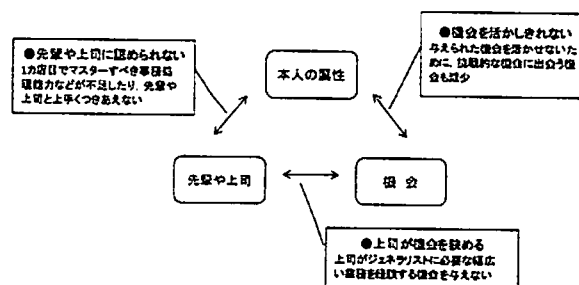 ●先輩や上司に認められない
1カ店目でマスターすべき事務処
理能力などが不足したり、先輩や
上司と上手くつきあえない
●機会を活かしきれない
与えられた機会を活かせないた
めに、挑戦的な機会に出会う機会
も減少
本人の属性
先輩や上司
機 会
●上司が機会を狭める
上司がジェネラリストに必要な幅広
い業務を経験する機会を与えない